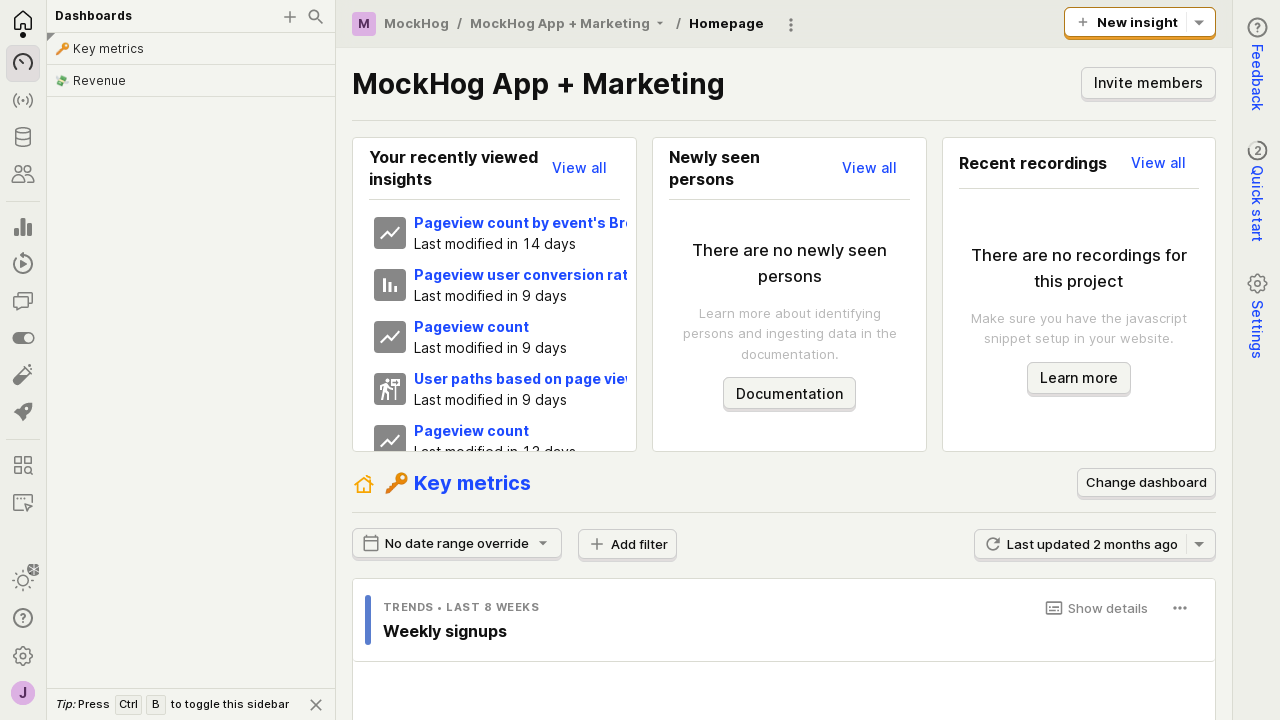 Dashboards
🔑 Key metrics
💸 Revenue
Tip: Press Ctrl B to toggle this sidebar
J
M MockHog / MockHog App + Marketing / Homepage
New insight
MockHog App + Marketing
Invite members
Your recently viewed insights
View all
Pageview count by event's Bro
Last modified in 14 days
Pageview user conversion rat
Last modified in 9 days
Pageview count
Last modified in 9 days
User paths based on page view
Last modified in 9 days
Pageview count
Last modified in 13 days
Newly seen persons
View all
There are no newly seen
persons
Learn more about identifying
persons and ingesting data in the
documentation.
Documentation
Recent recordings
View all
There are no recordings for
this project
Make sure you have the javascript
snippet setup in your website.
Learn more
🔑 Key metrics
Change dashboard
No date range override
Add filter
Last updated 2 months ago
TRENDS • LAST 8 WEEKS
Weekly signups
Show details
Feedback
2
Quick start
Settings